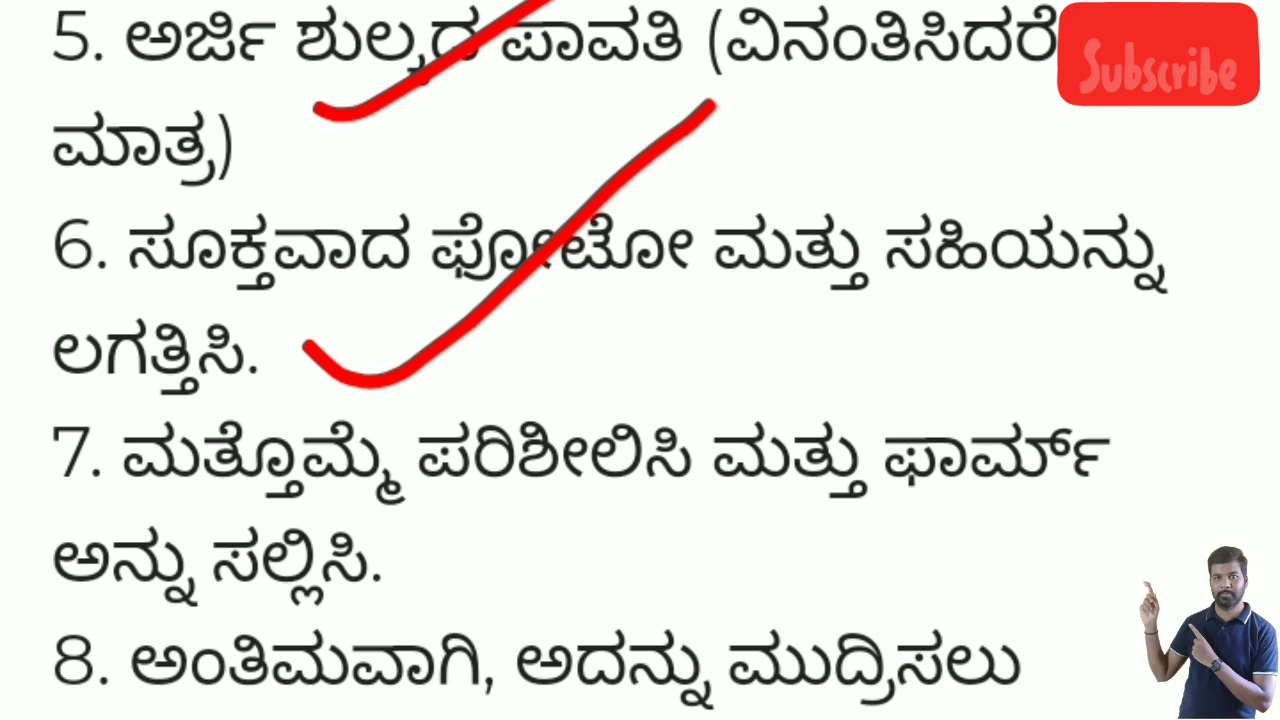 5. ಅರ್ಜಿ ಶುಲ್ಕದ ಪಾವತಿ (ವಿನಂತಿಸಿದರೆ
Subscribe
ಮಾತ್ರ)
6. ಸೂಕ್ತವಾದ ಫೋಟೋ ಮತ್ತು ಸಹಿಯನ್ನು
ಲಗತ್ತಿಸಿ.
7. ಮತ್ತೊಮ್ಮೆ ಪರಿಶೀಲಿಸಿ ಮತ್ತು ಫಾರ್ಮ್
ಅನ್ನು ಸಲ್ಲಿಸಿ.
8. ಅಂತಿಮವಾಗಿ, ಅದನ್ನು ಮುದ್ರಿಸಲು